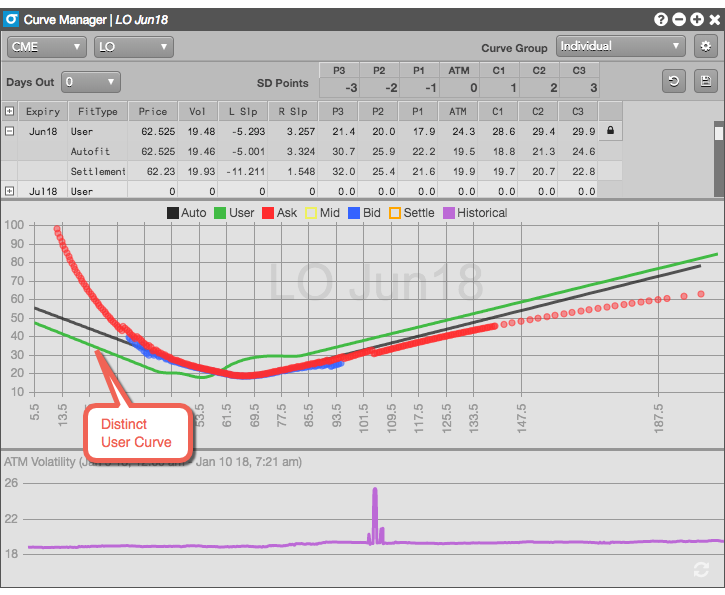 Curve Manager | LO Jun18
CME LO Curve Group Individual
Days Out 0 SD Points P3 P2 P1 ATM C1 C2 C3
-3 -2 -1 0 1 2 3
Expiry FitType Price Vol L Slp R Slp P3 P2 P1 ATM C1 C2 C3
Jun18 User 62.525 19.48 -5.293 3.257 21.4 20.0 17.9 24.3 28.6 29.4 29.9
Autofit 62.525 19.46 -5.001 3.324 30.7 25.9 22.2 19.5 18.8 21.3 24.6
Settlement 62.23 19.93 -11.211 1.548 32.0 25.4 21.6 19.9 19.7 20.7 22.8
Jul18 User 0 0 0 0 0.0 0.0 0.0 0.0 0.0 0.0 0.0
Auto User Ask Mid Bid Settle Historical
LO Jun18
100
90
80
70
60
50
40
30
20
10
5.5 13.5 53.5 61.5 69.5 77.5 85.5 93.5 101.5 109.5 117.5 125.5 133.5 147.5 187.5
Distinct
User Curve
ATM Volatility Jan 10 18, 7:21 am)
26
22
18